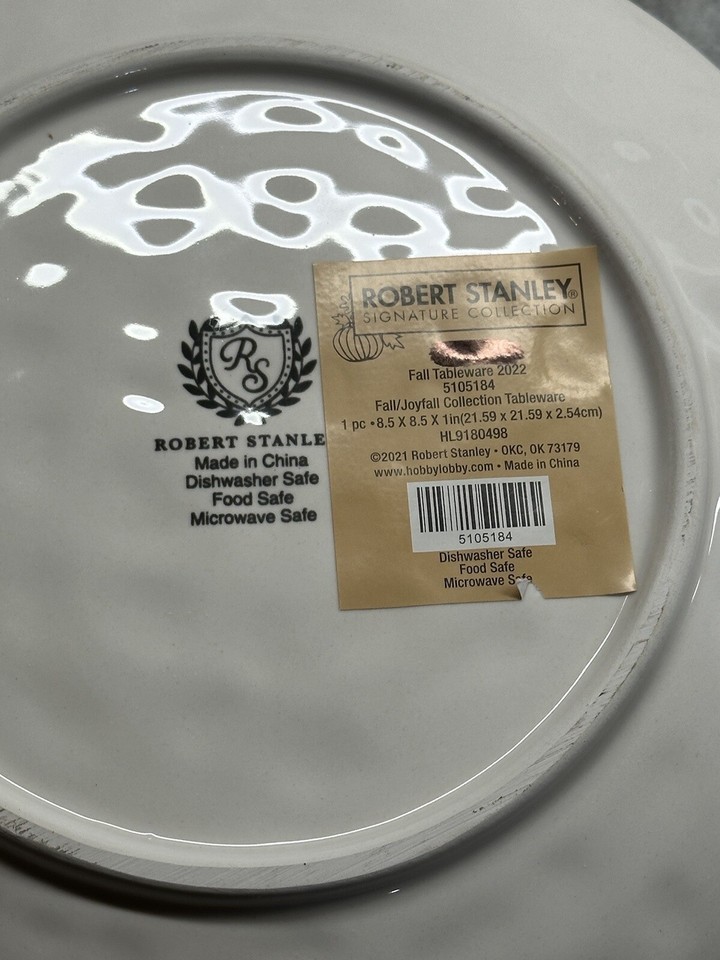 RS
ROBERT STANLE
Made in China
Dishwasher Safe
Food Safe
Microwave Safe
ROBERT STANLEY®
SIGNATURE COLLECTION
Fall Tableware 2022
5105184
Fall/Joyfall Collection Tableware
1 pc • 8.5 X 8.5 X 1in(21.59 x 21.59 x 2.54cm)
HL9180498
©2021 Robert Stanley • OKC, OK 73179
www.hobbylobby.com • Made in China
5105184
Dishwasher Safe
Food Safe
Microwave Safe